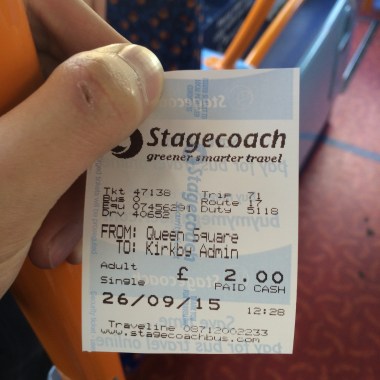 Stagecoach
greener smarter travel
Tkt 47138 Trip 71
Bus 0 Route 17
Equ 07456291 Duty 5118
Drv 40652
FROM: Queen Square
TO: Kirkby Admin
Adult £ 2.00
Single PAID CASH
26/09/15 12:28
Traveline 08712002233
www.stagecoachbus.com